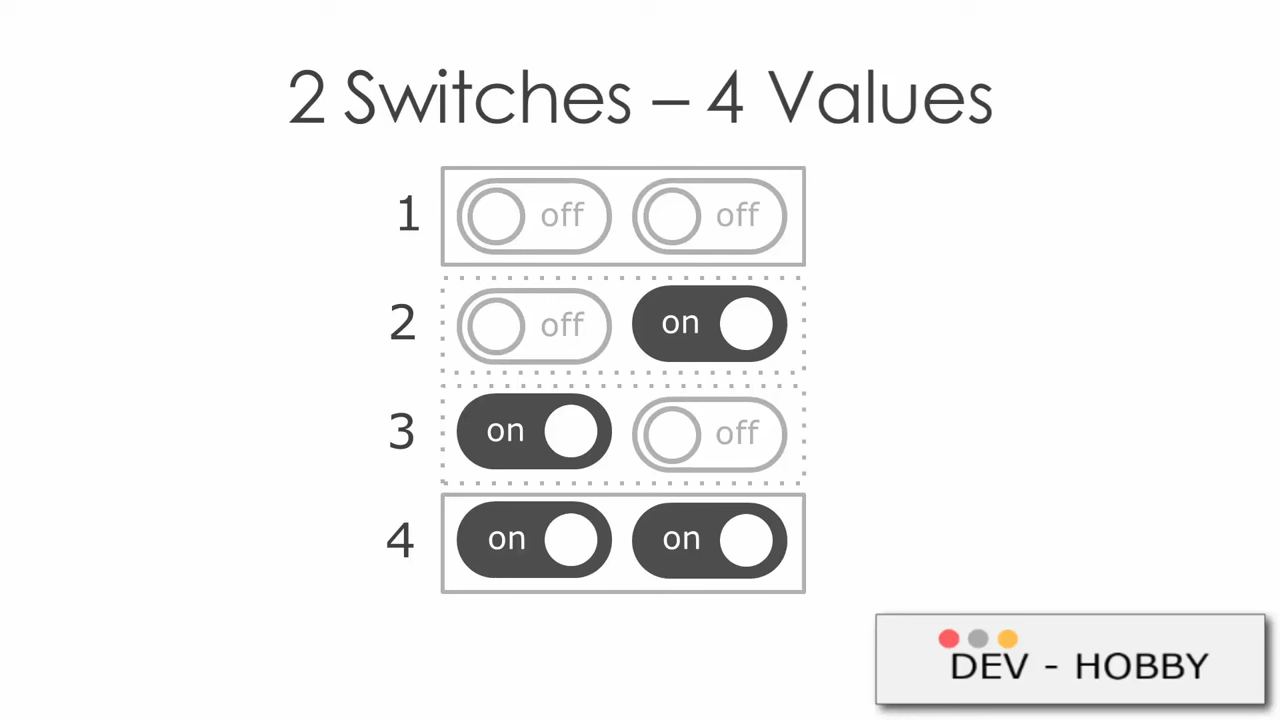 2 Switches – 4 Values
1 off off
2 off on
3 on off
4 on on
DEV - HOBBY